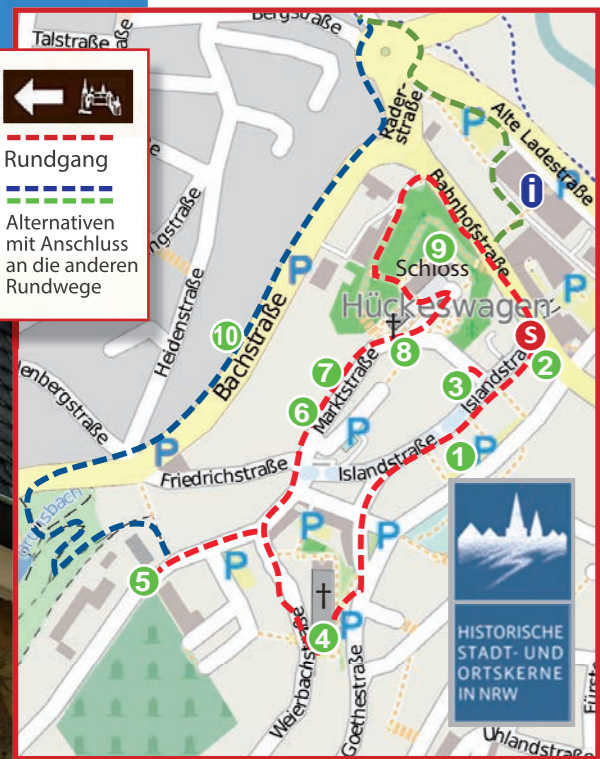 Bergstraße
Talstraße
Rundgang
Alternativen
mit Anschluss
an die anderen
Rundwege
Räder-
straße
P
Alte Ladestraße
P
i
Bahnhofstraße
9
Schloss
Hückeswagen
P
P
S
2
Heidenstraße
10
Bachstraße
8
7
Marktstraße
6
3
Islandstraße
1
P
P
P
Friedrichstraße
Islandstraße
P
P
P
5
4
P
Weierbachstraße
Goethestraße
HISTORISCHE
STADT- UND
ORTSKERNE
IN NRW
Uhlandstraße